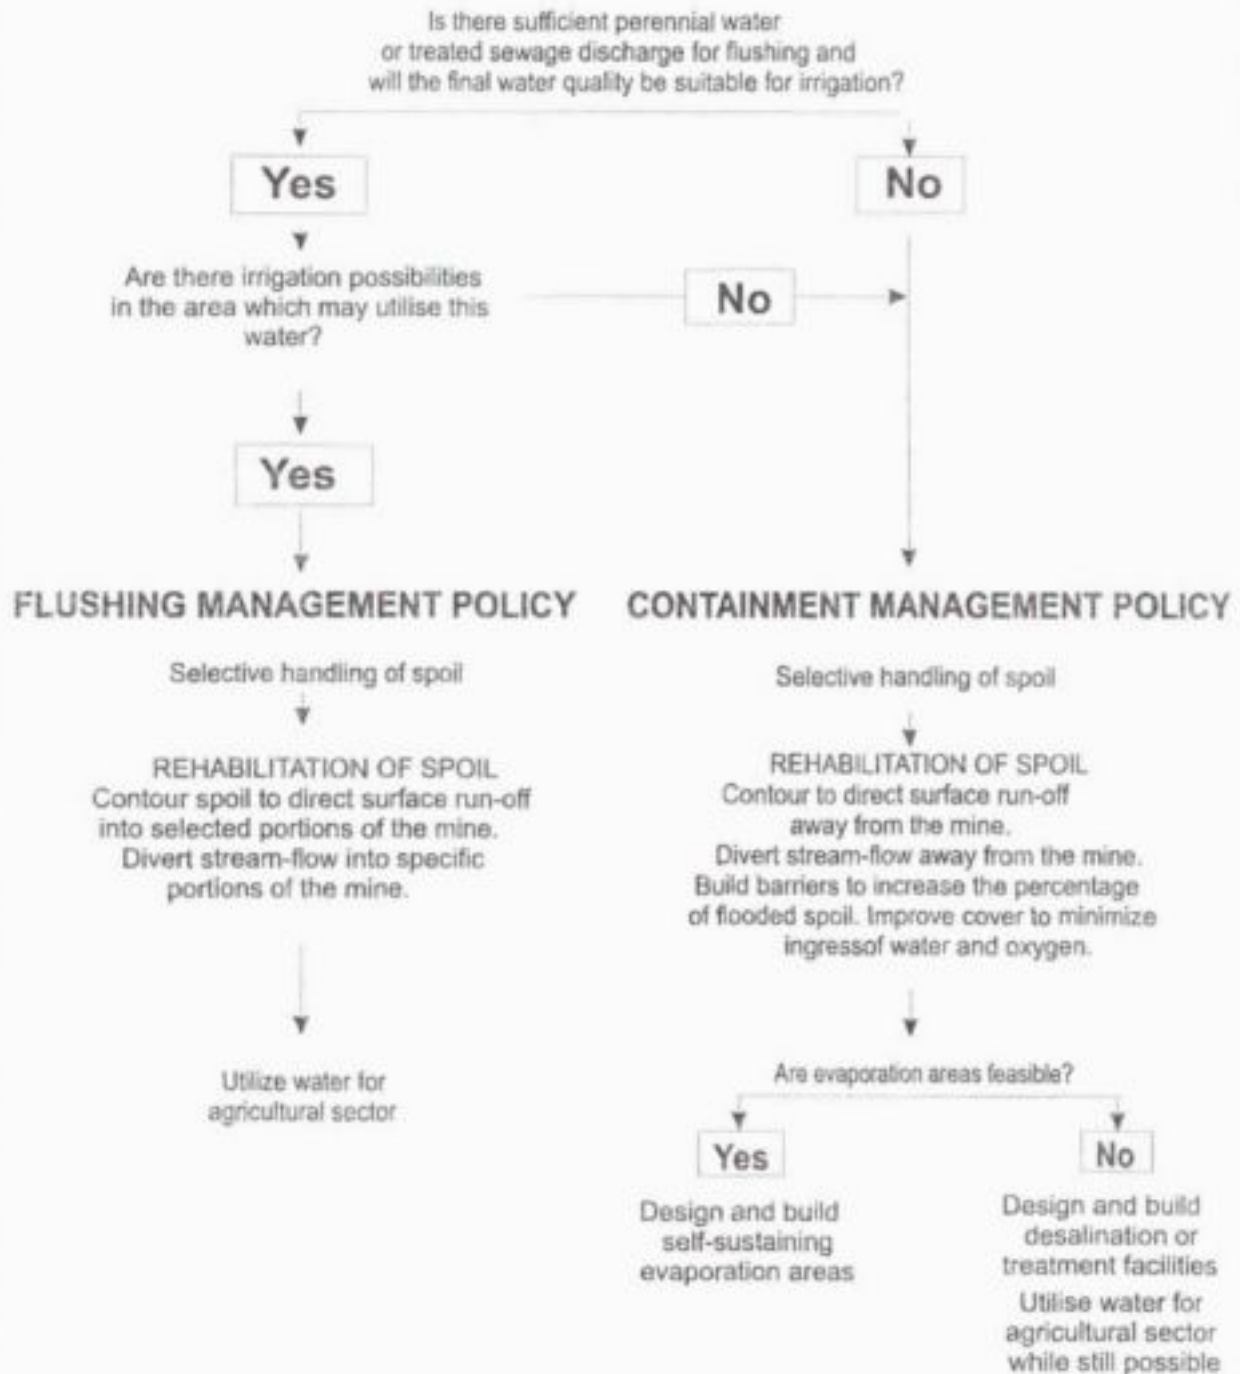 Is there sufficient perennial water
or treated sewage discharge for flushing and
will the final water quality be suitable for irrigation?
Yes
No
Are there irrigation possibilities
in the area which may utilise this
water?
No
Yes
FLUSHING MANAGEMENT POLICY
Selective handling of spoil
REHABILITATION OF SPOIL
Contour spoil to direct surface run-off
into selected portions of the mine.
Divert stream-flow into specific
portions of the mine.
Utilize water for
agricultural sector
CONTAINMENT MANAGEMENT POLICY
Selective handling of spoil
REHABILITATION OF SPOIL
Contour to direct surface run-off
away from the mine.
Divert stream-flow away from the mine.
Build barriers to increase the percentage
of flooded spoil. Improve cover to minimize
ingressof water and oxygen.
Are evaporation areas feasible?
Yes
Design and build
self-sustaining
evaporation areas
No
Design and build
desalination or
treatment facilities
Utilise water for
agricultural sector
while still possible